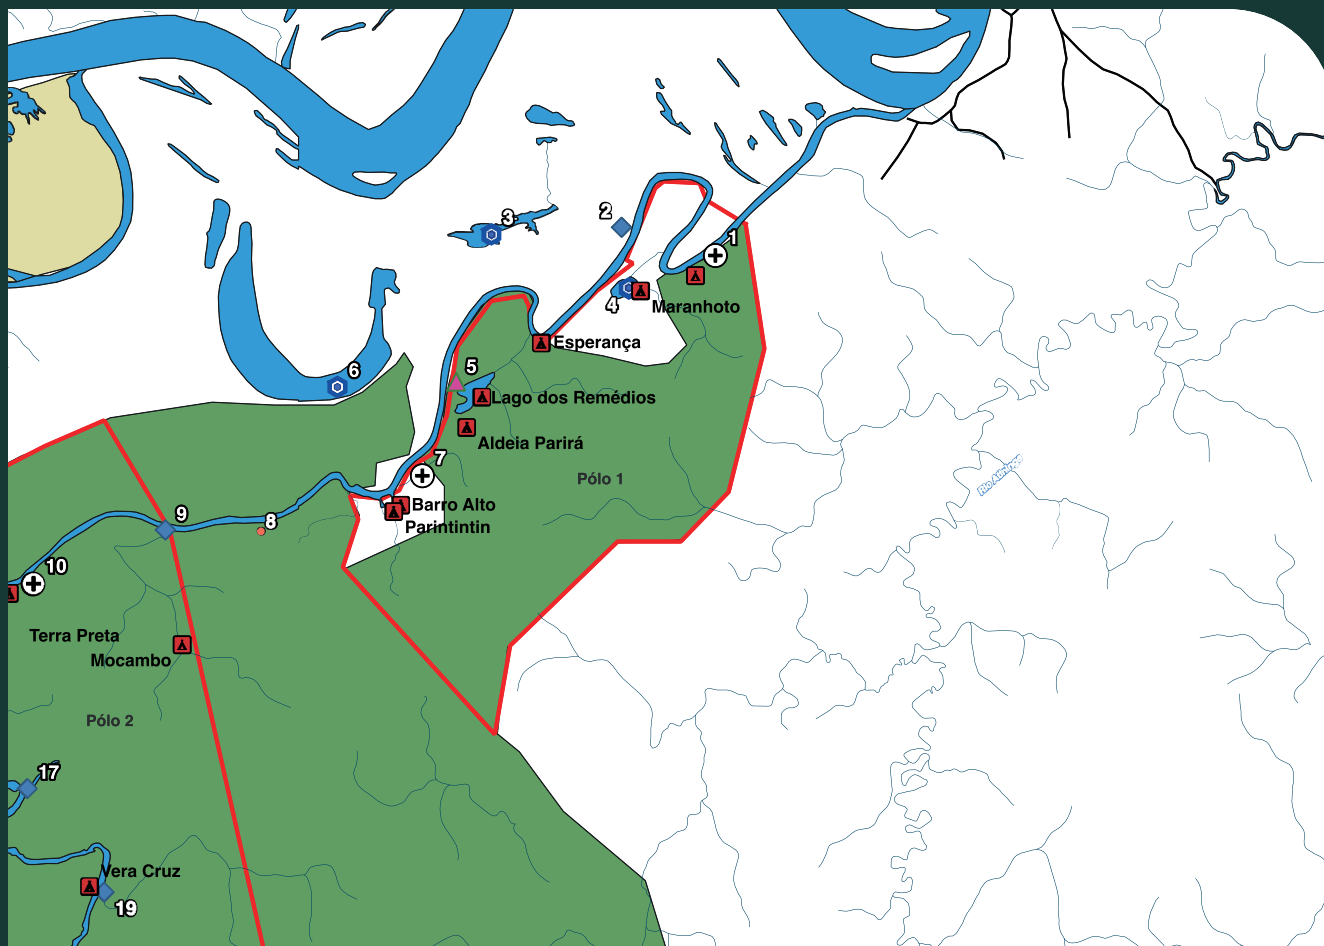 2
3
1
4
Maranhoto
Esperança
6
5
Lago dos Remédios
Aldeia Parirá
7
Pólo 1
Barro Alto
9
8
Parintintin
10
Terra Preta
Mocambo
Pólo 2
17
Vera Cruz
19